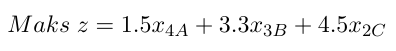 Maks z = 1.5x_{4A} + 3.3x_{3B} + 4.5x_{2C}